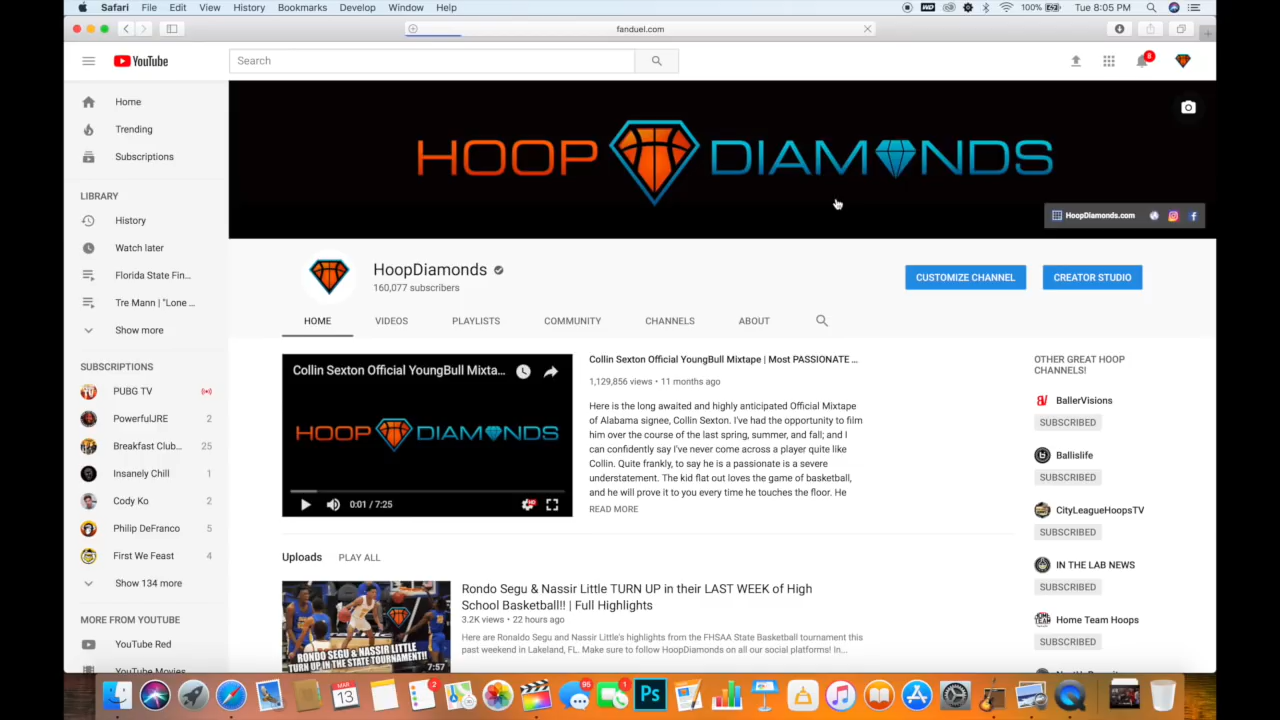 Safari File Edit View History Bookmarks Develop Window Help
WD 100% Tue 8:05 PM
fanduel.com
YouTube
Search
8
Home
Trending
Subscriptions
LIBRARY
History
Watch later
Florida State Fin...
Tre Mann | "Lone ...
Show more
SUBSCRIPTIONS
PUBG TV
PowerfulJRE 2
Breakfast Club... 25
Insanely Chill 1
Cody Ko 2
Philip DeFranco 5
First We Feast 4
Show 134 more
MORE FROM YOUTUBE
YouTube Red
YouTube Movies
HOOP DIAMONDS
HoopDiamonds.com
HoopDiamonds
160,077 subscribers
CUSTOMIZE CHANNEL
CREATOR STUDIO
HOME VIDEOS PLAYLISTS COMMUNITY CHANNELS ABOUT
Collin Sexton Official YoungBull Mixta...
HOOP DIAMONDS
0:01 / 7:25
HD
Collin Sexton Official YoungBull Mixtape | Most PASSIONATE ...
1,129,856 views • 11 months ago
Here is the long awaited and highly anticipated Official Mixtape
of Alabama signee, Collin Sexton. I've had the opportunity to film
him over the course of the last spring, summer, and fall; and I
can confidently say I've never come across a player quite like
Collin. Quite frankly, to say he is a passionate is a severe
understatement. The kid flat out loves the game of basketball,
and he will prove it to you every time he touches the floor. He
READ MORE
Uploads PLAY ALL
RONDO SEGU & NASSIR LITTLE
TURN UP IN THE STATE TOURNAMENT!!
7:57
Rondo Segu & Nassir Little TURN UP in their LAST WEEK of High
School Basketball!! | Full Highlights
3.2K views • 22 hours ago
Here are Ronaldo Segu and Nassir Little's highlights from the FHSAA State Basketball tournament this
past weekend in Lakeland, FL. Make sure to follow HoopDiamonds on all our social platforms! In...
OTHER GREAT HOOP
CHANNELS!
BallerVisions
SUBSCRIBED
Ballislife
SUBSCRIBED
CityLeagueHoopsTV
SUBSCRIBED
IN THE LAB NEWS
SUBSCRIBED
Home Team Hoops
SUBSCRIBED
MAR
13
2
95
1
Ps